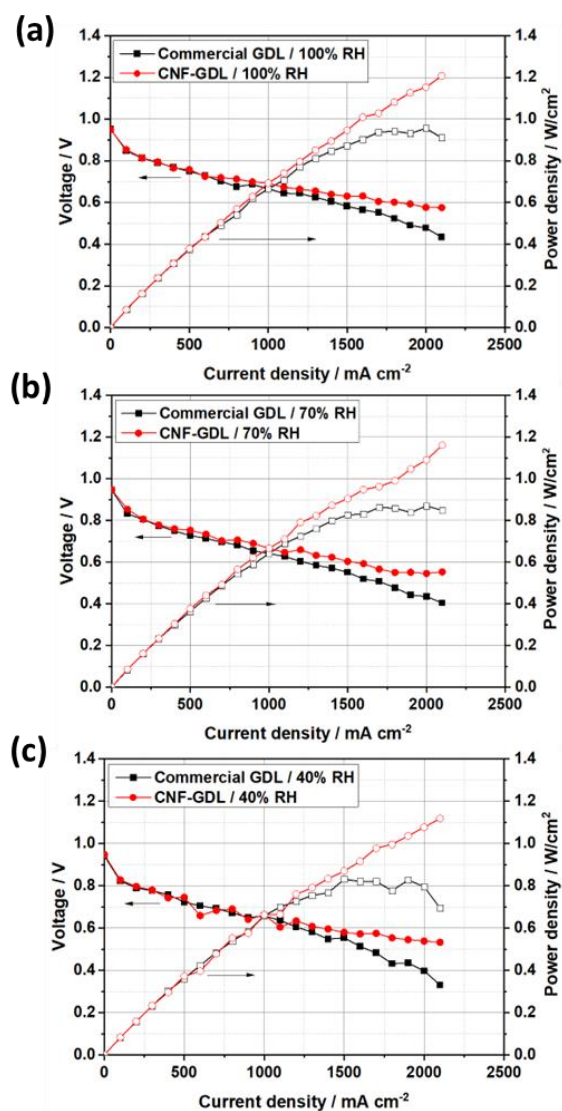 (a)
Commercial GDL / 100% RH
CNF-GDL / 100% RH
1.4
1.2
1.0
0.8
0.6
0.4
0.2
0.0
Voltage / V
1.4
1.2
1.0
0.8
0.6
0.4
0.2
0.0
Power density / W/cm²
0 500 1000 1500 2000 2500
Current density / mA cm⁻²
(b)
Commercial GDL / 70% RH
CNF-GDL / 70% RH
1.4
1.2
1.0
0.8
0.6
0.4
0.2
0.0
Voltage / V
1.4
1.2
1.0
0.8
0.6
0.4
0.2
0.0
Power density / W/cm²
0 500 1000 1500 2000 2500
Current density / mA cm⁻²
(c)
Commercial GDL / 40% RH
CNF-GDL / 40% RH
1.4
1.2
1.0
0.8
0.6
0.4
0.2
0.0
Voltage / V
1.4
1.2
1.0
0.8
0.6
0.4
0.2
0.0
Power density / W/cm²
0 500 1000 1500 2000 2500
Current density / mA cm⁻²